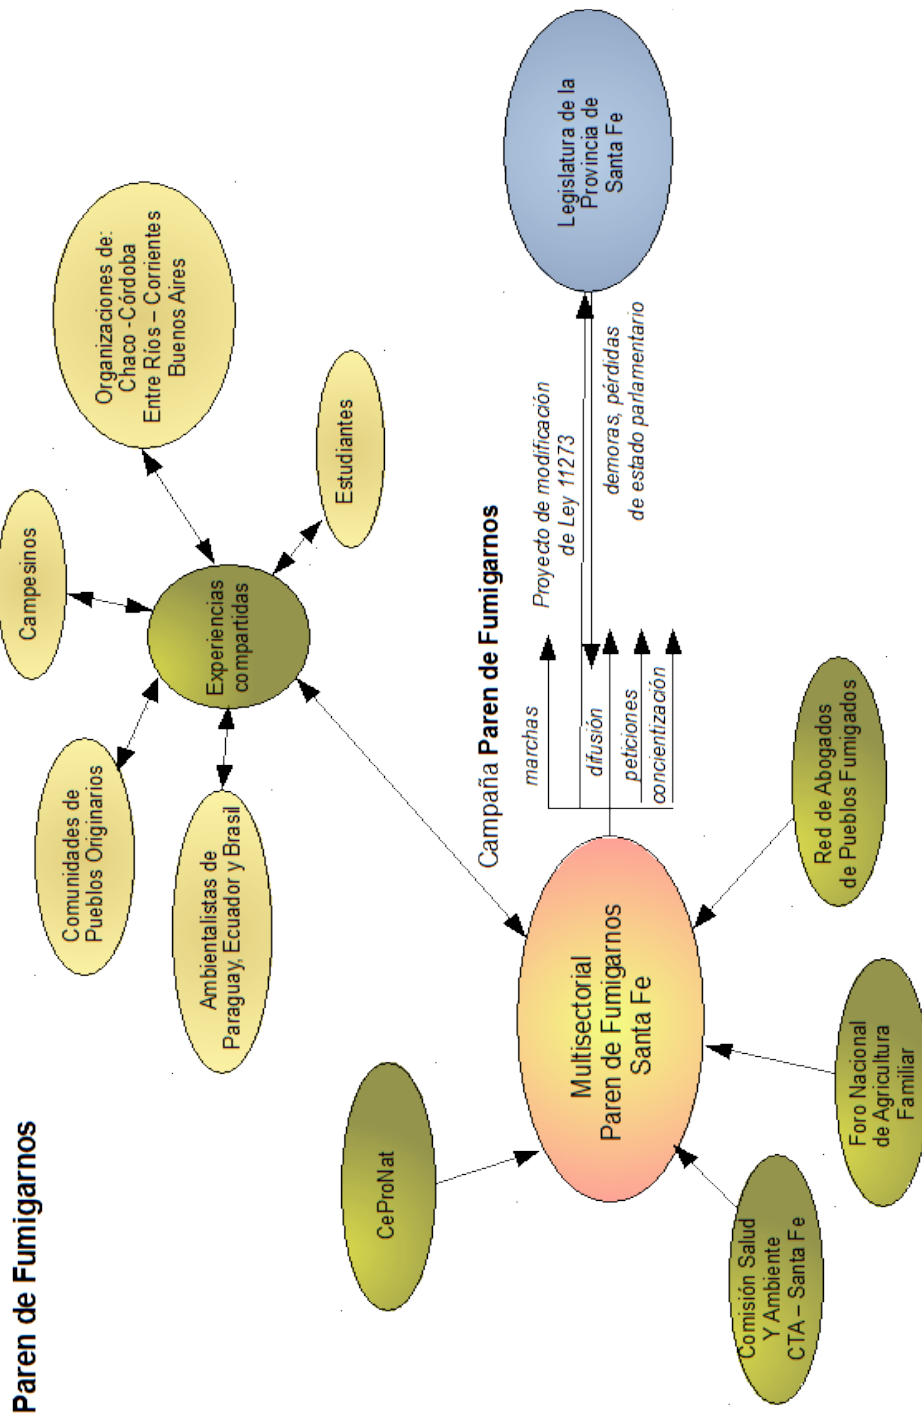 Paren de Fumigarnos
Comunidades de
Pueblos Originarios
Campesinos
Organizaciones de:
Chaco -Córdoba
Entre Ríos – Corrientes
Buenos Aires
Ambientalistas de
Paraguay, Ecuador y Brasil
Experiencias
compartidas
Estudiantes
CeProNat
Campaña Paren de Fumigarnos
marchas
Proyecto de modificación
de Ley 11273
difusión
demoras, pérdidas
de estado parlamentario
peticiones
concientización
Legislatura de la
Provincia de
Santa Fe
Multisectorial
Paren de Fumigarnos
Santa Fe
Comisión Salud
Y Ambiente
CTA – Santa Fe
Foro Nacional
de Agricultura
Familiar
Red de Abogados
de Pueblos Fumigados